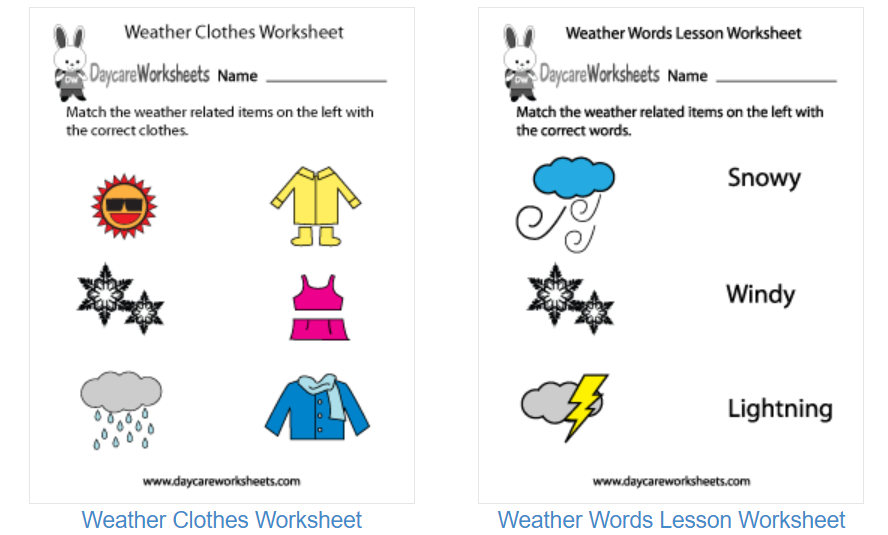 Weather Clothes Worksheet
DaycareWorksheets Name
Match the weather related items on the left with
the correct clothes.
www.daycareworksheets.com
Weather Clothes Worksheet
Weather Words Lesson Worksheet
DaycareWorksheets Name
Match the weather related items on the left with
the correct words.
Snowy
Windy
Lightning
www.daycareworksheets.com
Weather Words Lesson Worksheet